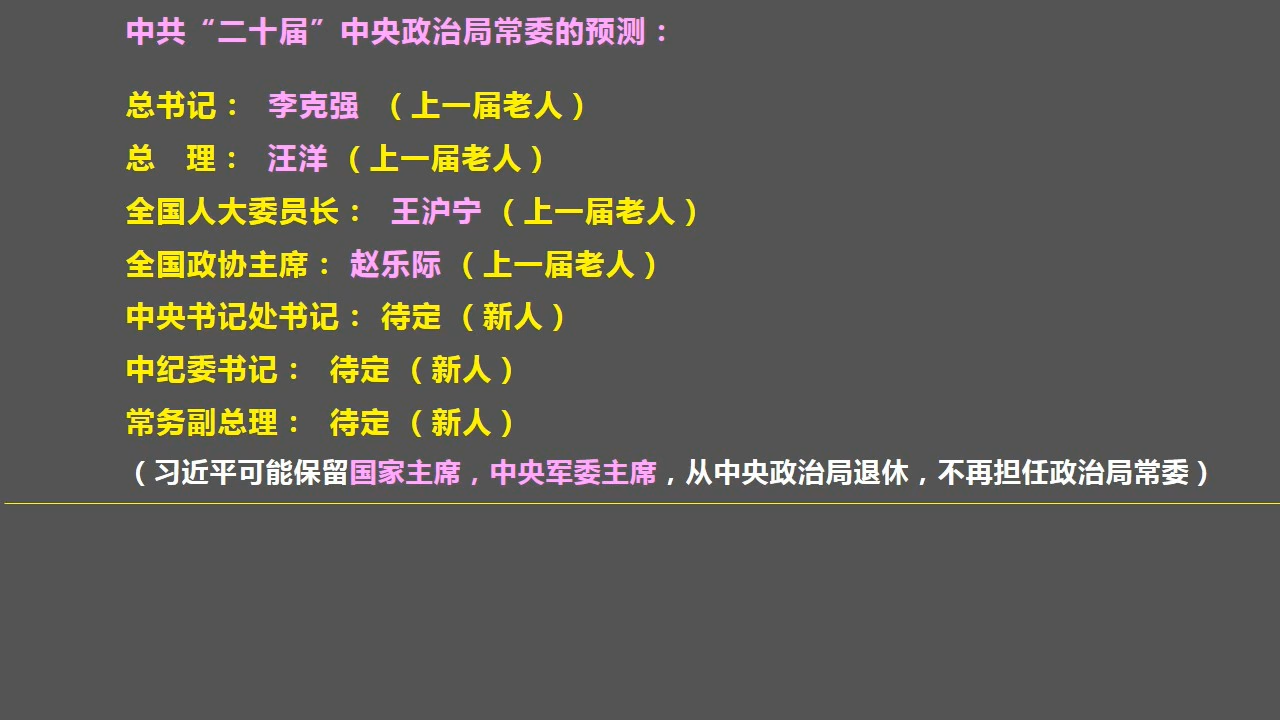 中共“二十届”中央政治局常委的预测：
总书记： 李克强 （上一届老人）
总 理： 汪洋（上一届老人）
全国人大委员长： 王沪宁（上一届老人）
全国政协主席： 赵乐际（上一届老人）
中央书记处书记： 待定（新人）
中纪委书记： 待定（新人）
常务副总理： 待定（新人）
（习近平可能保留国家主席，中央军委主席，从中央政治局退休，不再担任政治局常委）